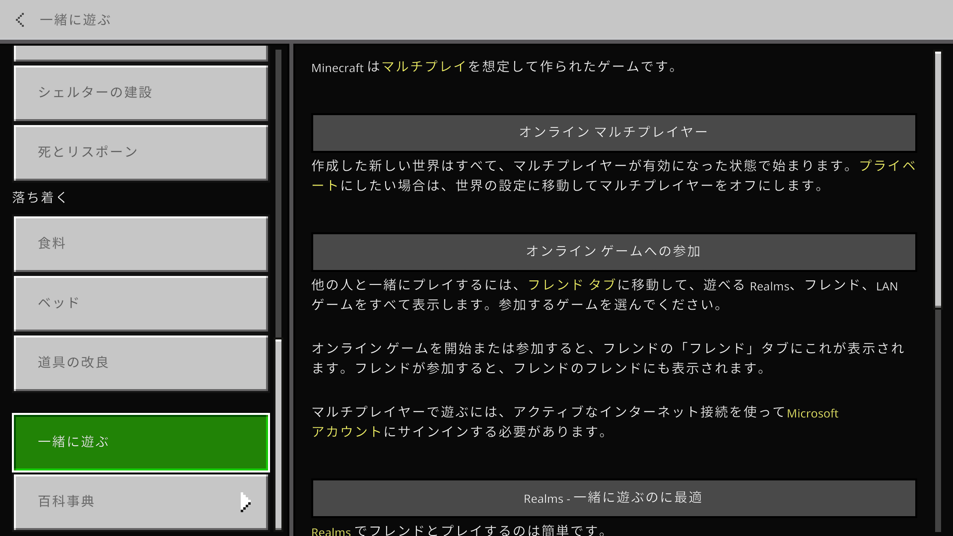 一緒に遊ぶ
シェルターの建設
死とリスポーン
落ち着く
食料
ベッド
道具の改良
一緒に遊ぶ
百科事典
Minecraft はマルチプレイを想定して作られたゲームです。
オンライン マルチプレイヤー
作成した新しい世界はすべて、マルチプレイヤーが有効になった状態で始まります。プライベ
ートにしたい場合は、世界の設定に移動してマルチプレイヤーをオフにします。
オンライン ゲームへの参加
他の人と一緒にプレイするには、フレンド タブに移動して、遊べる Realms、フレンド、LAN
ゲームをすべて表示します。参加するゲームを選んでください。
オンライン ゲームを開始または参加すると、フレンドの「フレンド」タブにこれが表示され
ます。フレンドが参加すると、フレンドのフレンドにも表示されます。
マルチプレイヤーで遊ぶには、アクティブなインターネット接続を使ってMicrosoft
アカウントにサインインする必要があります。
Realms - 一緒に遊ぶのに最適
Realms でフレンドとプレイするのは簡単です。